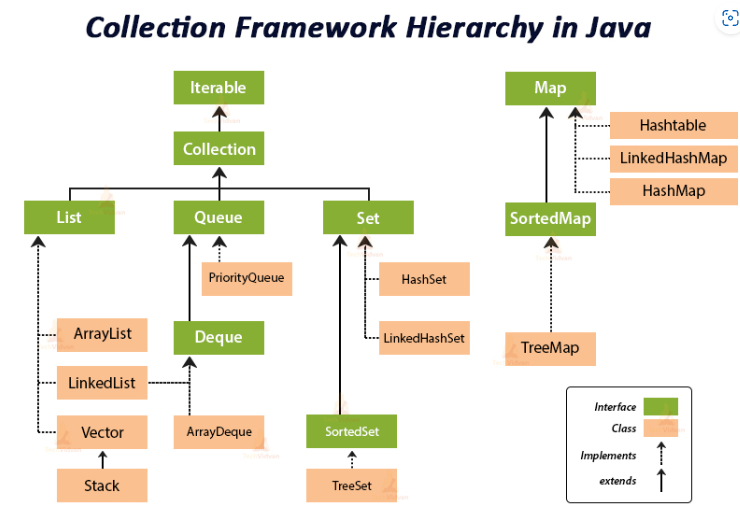 Collection Framework Hierarchy in Java
Iterable
Map
Hashtable
Collection
LinkedHashMap
HashMap
List
Queue
Set
SortedMap
PriorityQueue
HashSet
ArrayList
Deque
LinkedHashSet
TreeMap
LinkedList
Vector
ArrayDeque
SortedSet
Stack
TreeSet
Interface
Class
Implements
extends